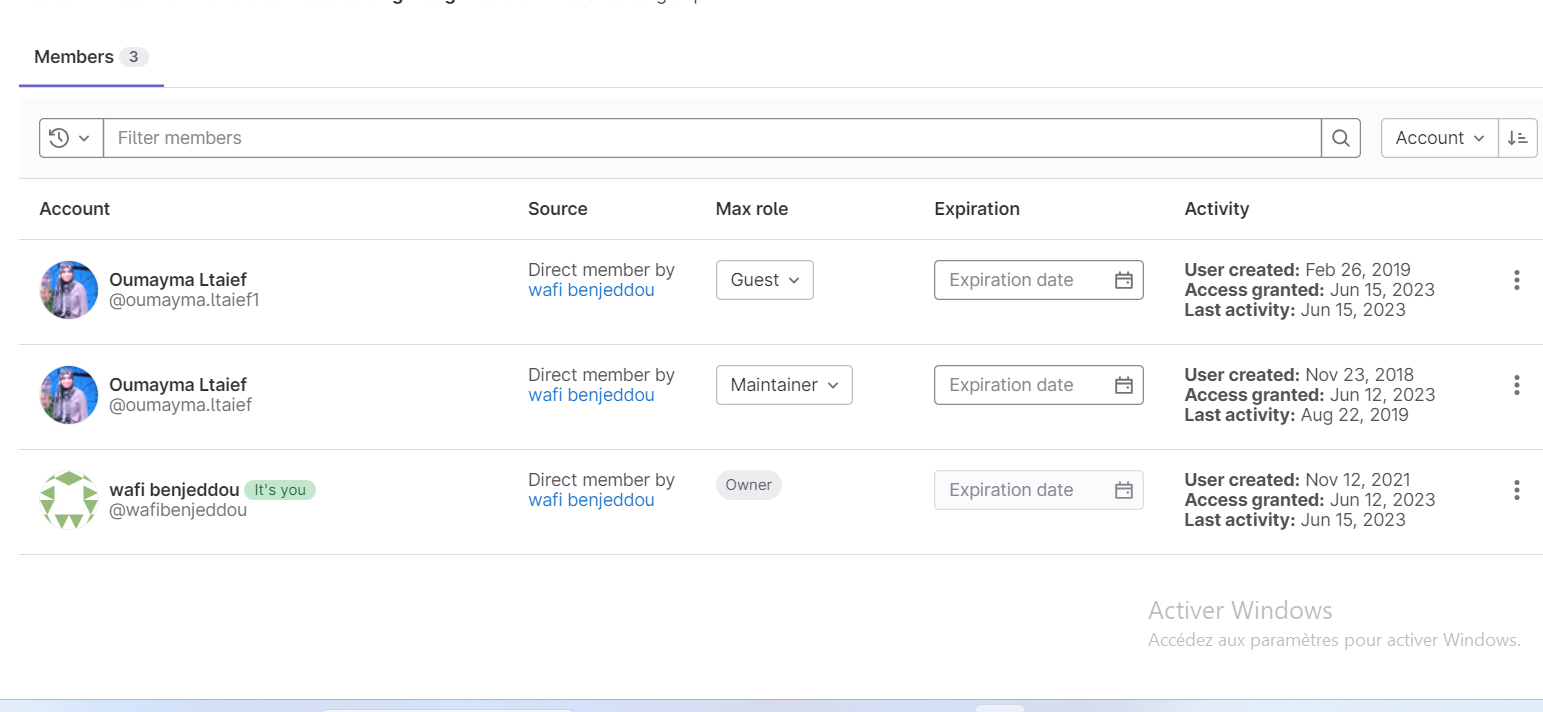 Members 3
Filter members
Account
Account Source Max role Expiration Activity
Oumayma Ltaief
@oumayma.ltaief1
Direct member by
wafi benjeddou
Guest
Expiration date
User created: Feb 26, 2019
Access granted: Jun 15, 2023
Last activity: Jun 15, 2023
Oumayma Ltaief
@oumayma.ltaief
Direct member by
wafi benjeddou
Maintainer
Expiration date
User created: Nov 23, 2018
Access granted: Jun 12, 2023
Last activity: Aug 22, 2019
wafi benjeddou It's you
@wafibenjeddou
Direct member by
wafi benjeddou
Owner
Expiration date
User created: Nov 12, 2021
Access granted: Jun 12, 2023
Last activity: Jun 15, 2023
Activer Windows
Accédez aux paramètres pour activer Windows.